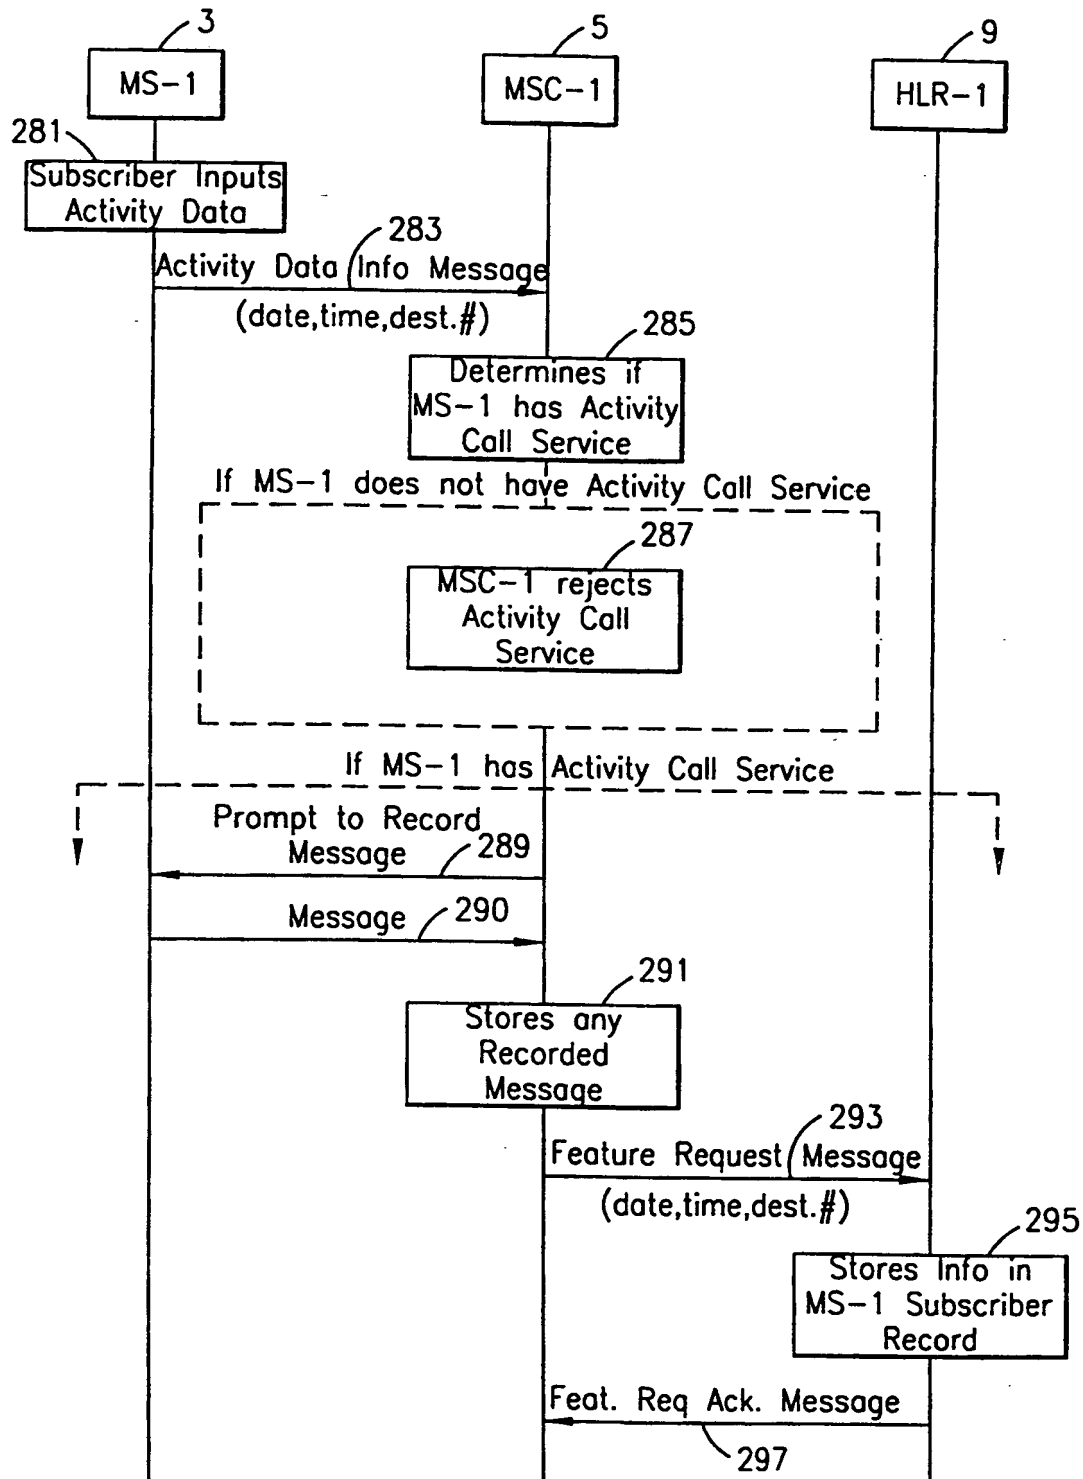 3
5
9
MS-1
MSC-1
HLR-1
281
Subscriber Inputs
Activity Data
283
Activity Data Info Message
(date,time,dest.#)
285
Determines if
MS-1 has Activity
Call Service
If MS-1 does not have Activity Call Service
287
MSC-1 rejects
Activity Call
Service
If MS-1 has Activity Call Service
Prompt to Record
Message
289
Message
290
291
Stores any
Recorded
Message
293
Feature Request Message
(date,time,dest.#)
295
Stores Info in
MS-1 Subscriber
Record
Feat. Req Ack. Message
297